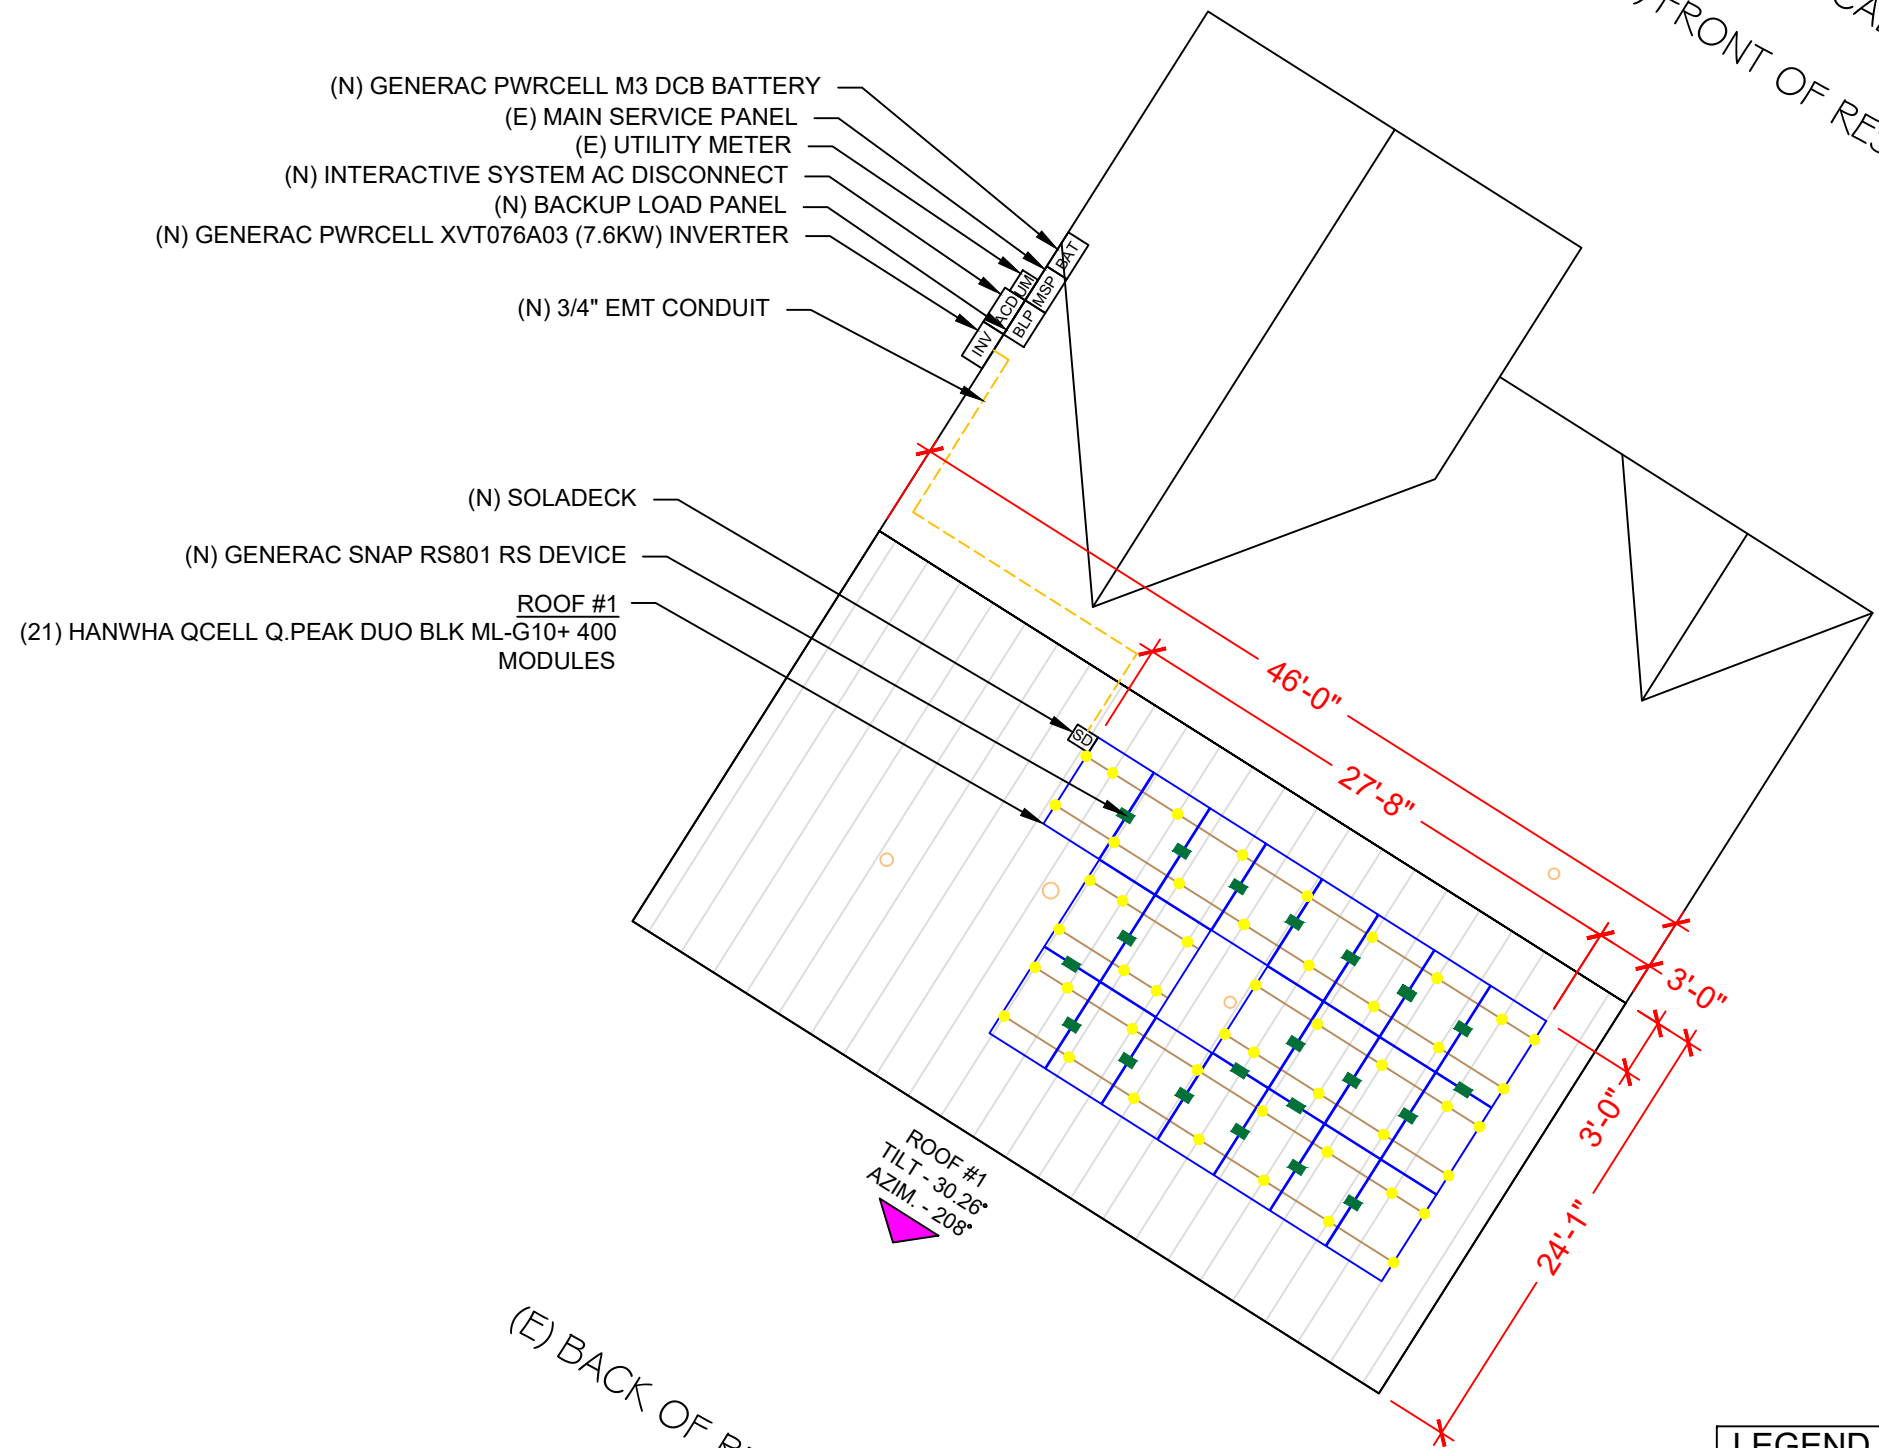 CA
FRONT OF RES
(N) GENERAC PWRCELL M3 DCB BATTERY
(E) MAIN SERVICE PANEL
(E) UTILITY METER
(N) INTERACTIVE SYSTEM AC DISCONNECT
(N) BACKUP LOAD PANEL
(N) GENERAC PWRCELL XVT076A03 (7.6KW) INVERTER
(N) 3/4" EMT CONDUIT
BAT
MSP
UM
ACD
BLP
INV
(N) SOLADECK
(N) GENERAC SNAP RS801 RS DEVICE
ROOF #1
(21) HANWHA QCELL Q.PEAK DUO BLK ML-G10+ 400
MODULES
SD
46'-0"
27'-8"
3'-0"
3'-0"
24'-1"
ROOF #1
TILT - 30.26°
AZIM. - 208°
(E) BACK OF
LEGEND